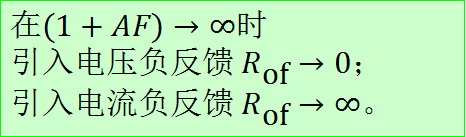 在(1 + AF) → ∞时
引入电压负反馈 Rof → 0；
引入电流负反馈 Rof → ∞。